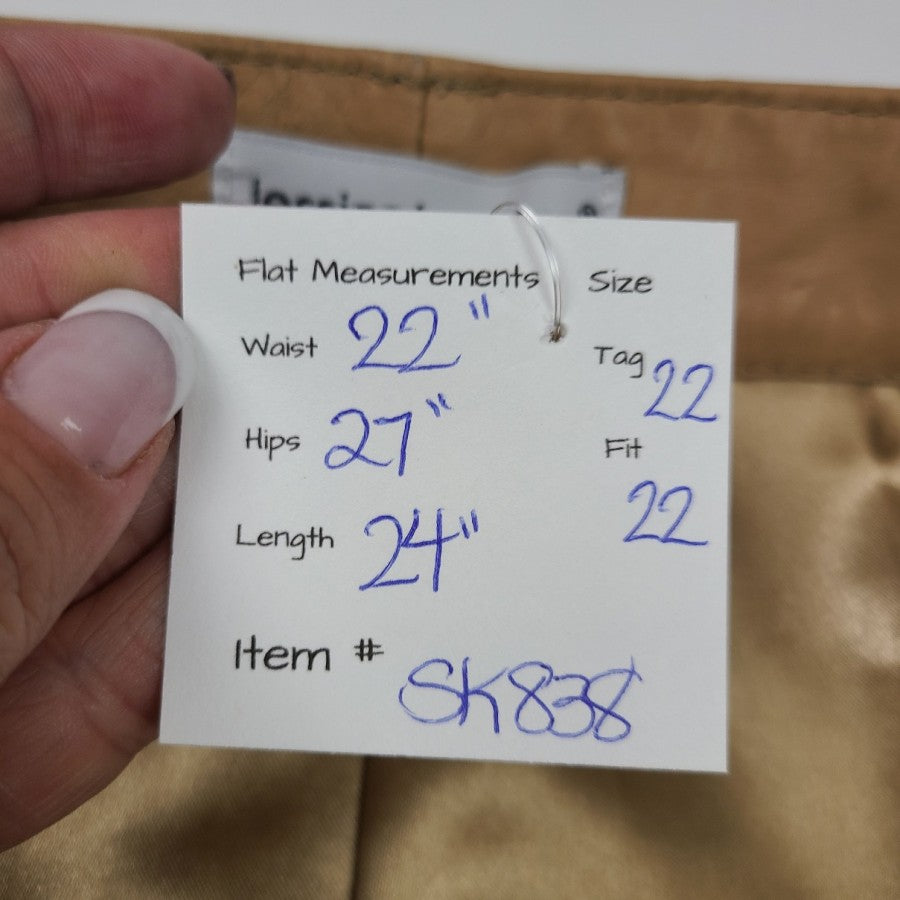 Flat Measurements Size
Waist 22"
Tag 22
Hips 27"
Fit 22
Length 24"
Item # SK838